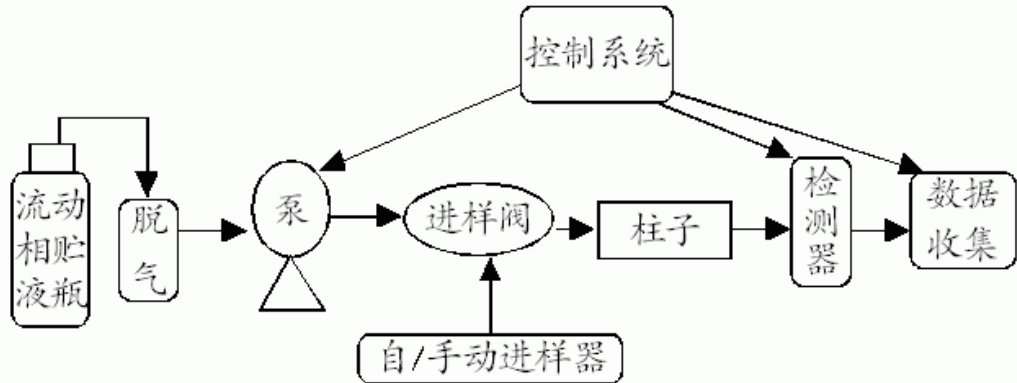 控制系统
流动
相贮
液瓶
脱
气
泵
进样阀
柱子
检
测
器
数据
收集
自/手动进样器